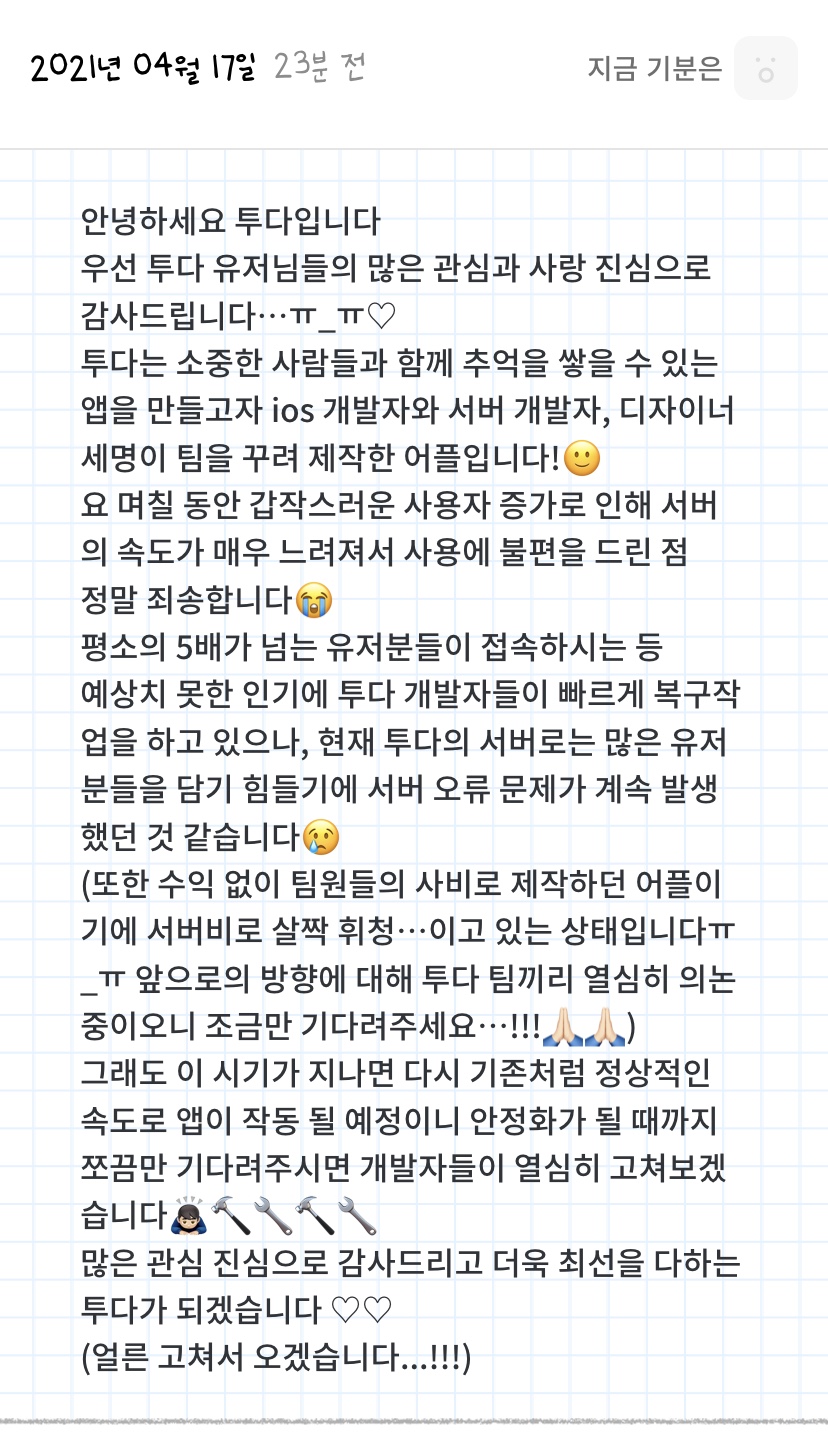 2021년 04월 17일 23분 전 지금 기분은
안녕하세요 투다입니다
우선 투다 유저님들의 많은 관심과 사랑 진심으로
감사드립니다…ㅠ_ㅠ♡
투다는 소중한 사람들과 함께 추억을 쌓을 수 있는
앱을 만들고자 ios 개발자와 서버 개발자, 디자이너
세명이 팀을 꾸려 제작한 어플입니다!🙂
요 며칠 동안 갑작스러운 사용자 증가로 인해 서버
의 속도가 매우 느려져서 사용에 불편을 드린 점
정말 죄송합니다😭
평소의 5배가 넘는 유저분들이 접속하시는 등
예상치 못한 인기에 투다 개발자들이 빠르게 복구작
업을 하고 있으나, 현재 투다의 서버로는 많은 유저
분들을 담기 힘들기에 서버 오류 문제가 계속 발생
했던 것 같습니다😢
(또한 수익 없이 팀원들의 사비로 제작하던 어플이
기에 서버비로 살짝 휘청…이고 있는 상태입니다ㅠ
_ㅠ 앞으로의 방향에 대해 투다 팀끼리 열심히 의논
중이오니 조금만 기다려주세요…!!!🙏🏻🙏🏻)
그래도 이 시기가 지나면 다시 기존처럼 정상적인
속도로 앱이 작동 될 예정이니 안정화가 될 때까지
쪼끔만 기다려주시면 개발자들이 열심히 고쳐보겠
습니다🙇🏻‍♂️🔨🔧🔨🔧
많은 관심 진심으로 감사드리고 더욱 최선을 다하는
투다가 되겠습니다 ♡♡
(얼른 고쳐서 오겠습니다...!!!)